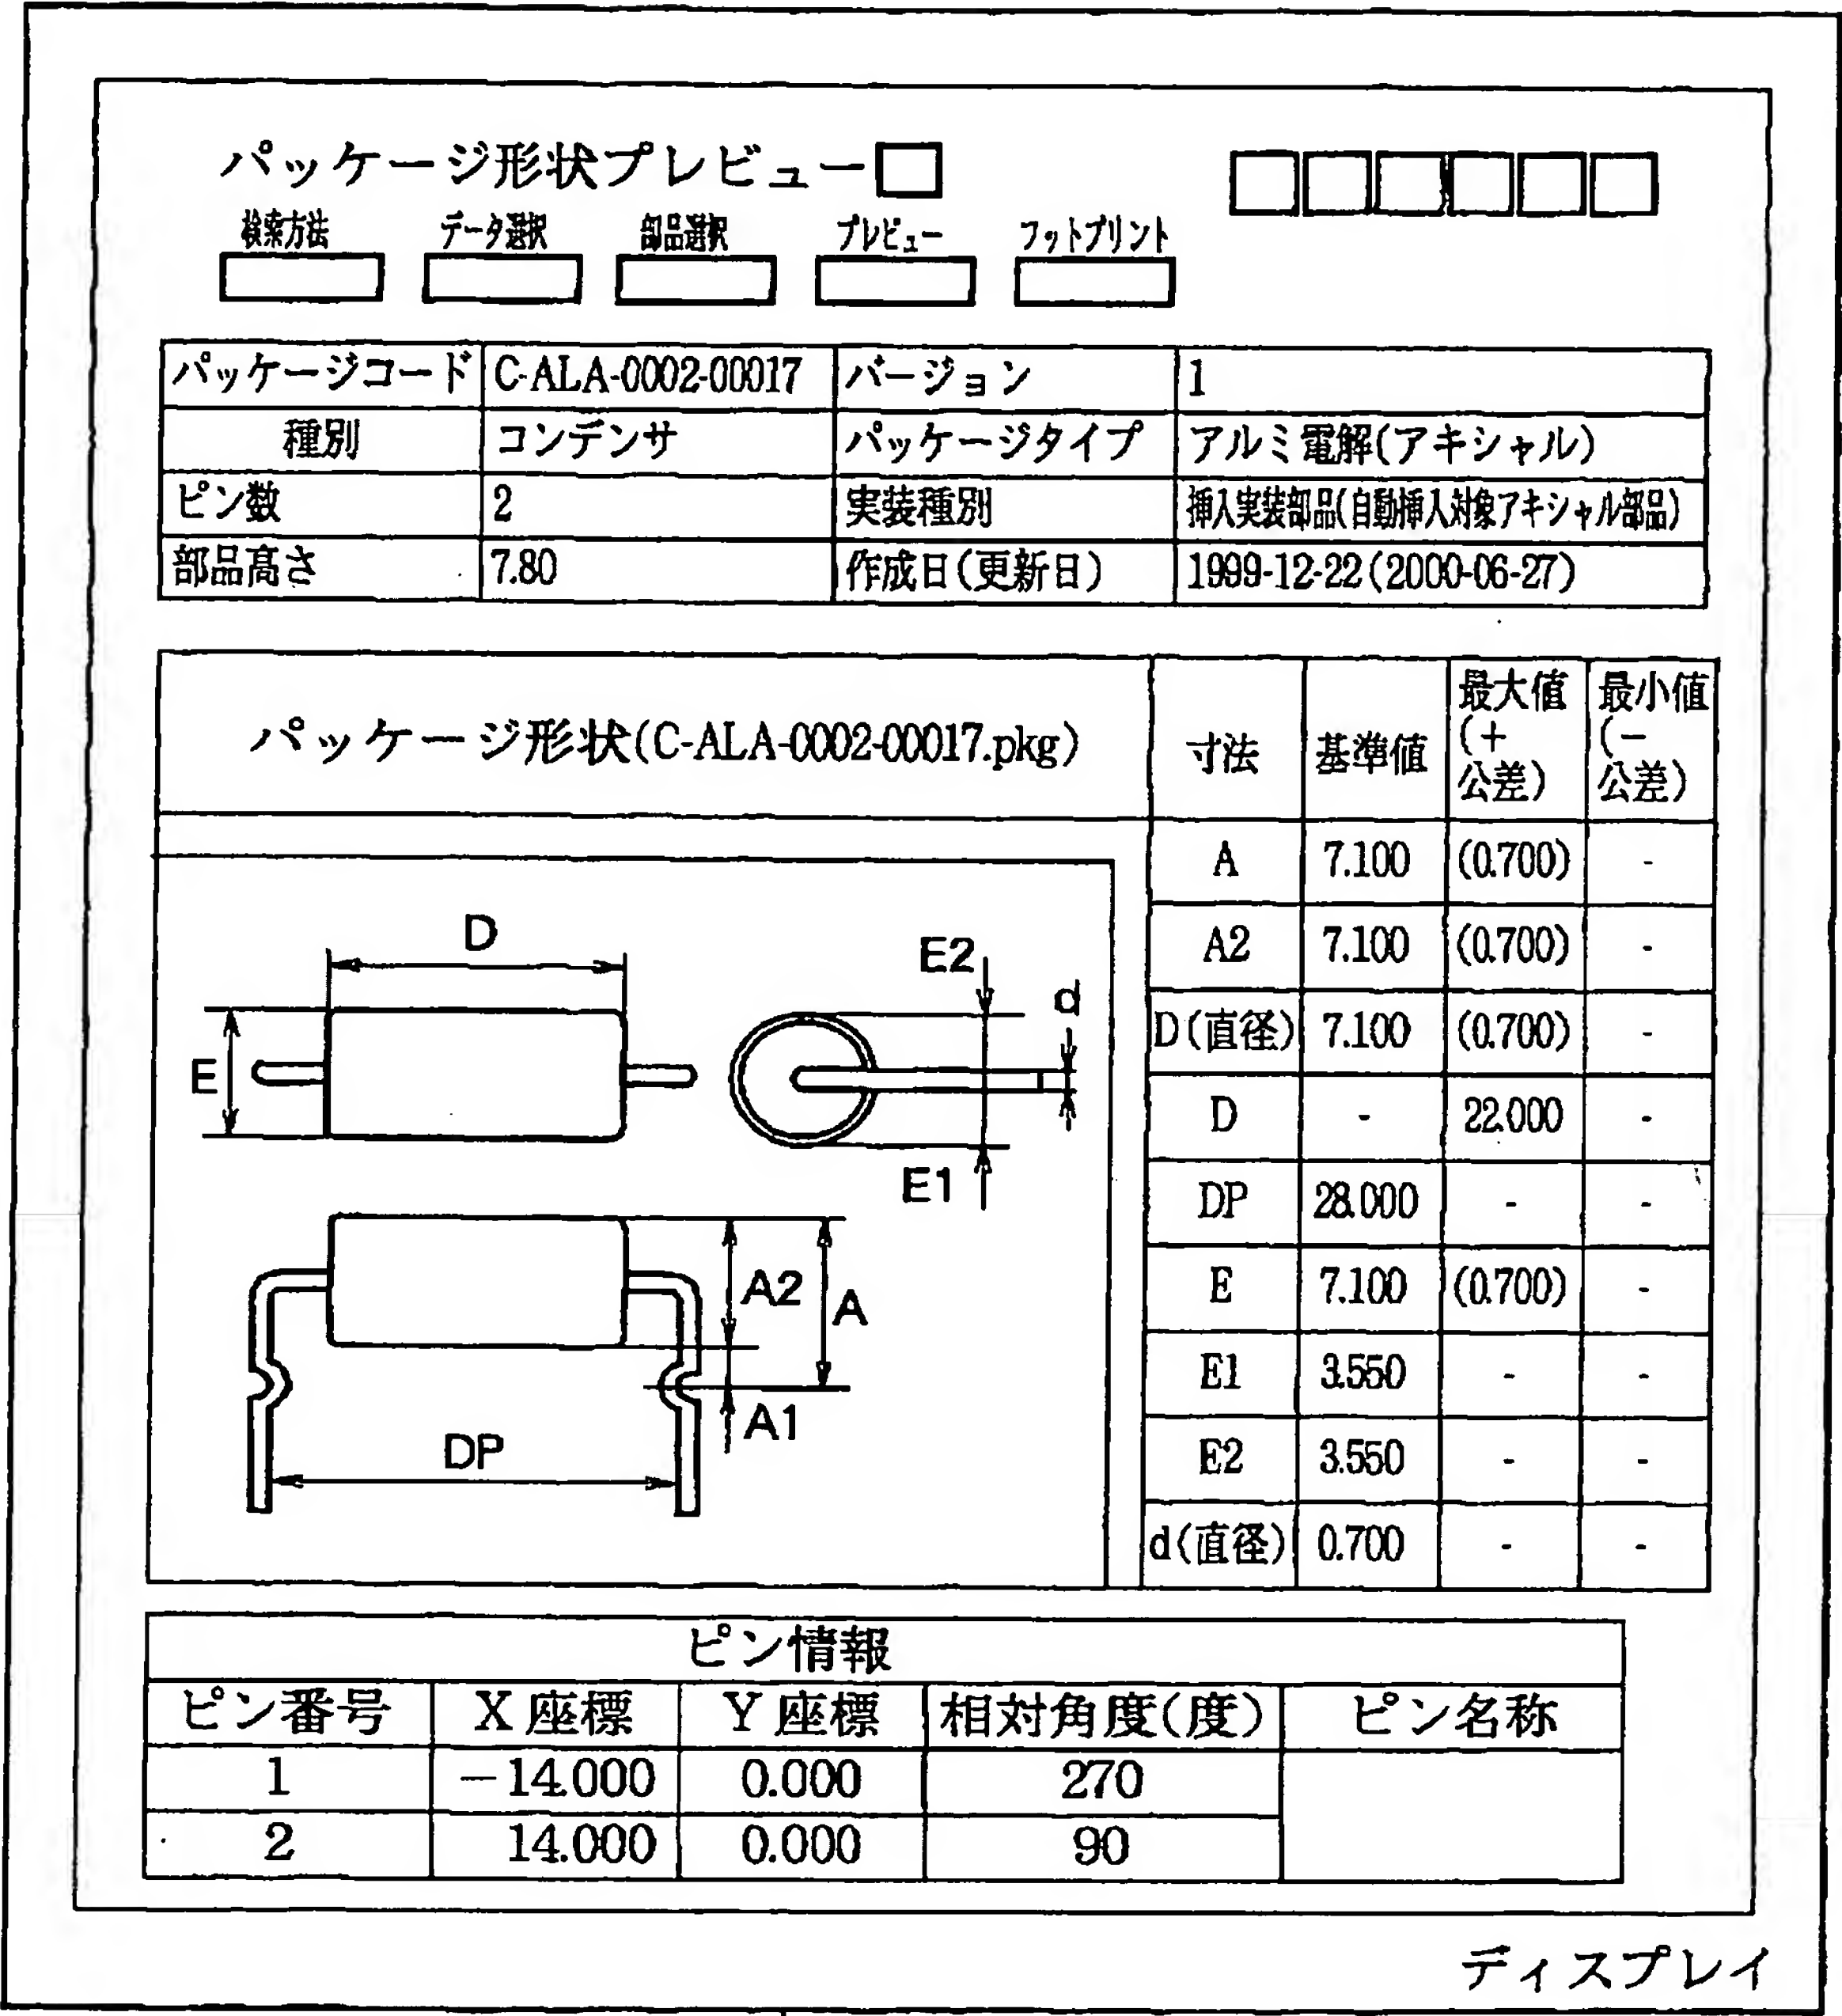 パッケージ形状プレビュー
検索方法 データ選択 部品選択 プレビュー フットプリント
パッケージコード C-ALA-0002-00017 バージョン 1
種別 コンデンサ パッケージタイプ アルミ電解(アキシャル)
ピン数 2 実装種別 挿入実装部品(自動挿入対象アキシャル部品)
部品高さ 7.80 作成日(更新日) 1999-12-22(2000-06-27)
パッケージ形状(C-ALA-0002-00017.pkg)
D
E
E2
d
E1
A2
A
A1
DP
寸法 基準値 最大値(+公差) 最小値(-公差)
A 7.100 (0.700) -
A2 7.100 (0.700) -
D(直径) 7.100 (0.700) -
D - 22.000 -
DP 28.000 - -
E 7.100 (0.700) -
E1 3.550 - -
E2 3.550 - -
d(直径) 0.700 - -
ピン情報
ピン番号 X座標 Y座標 相対角度(度) ピン名称
1 -14.000 0.000 270
2 14.000 0.000 90
ディスプレイ